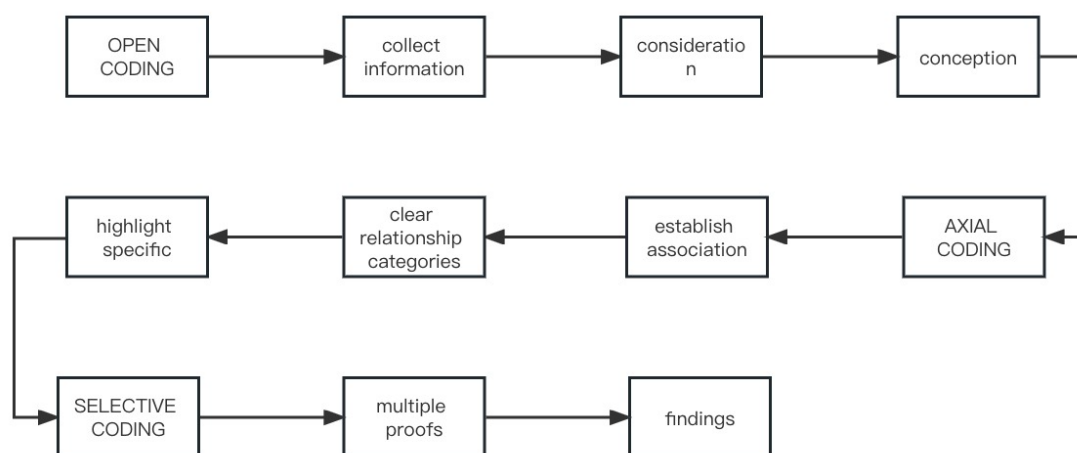 OPEN
CODING
collect
information
consideratio
n
conception
highlight
specific
clear
relationship
categories
establish
association
AXIAL
CODING
SELECTIVE
CODING
multiple
proofs
findings